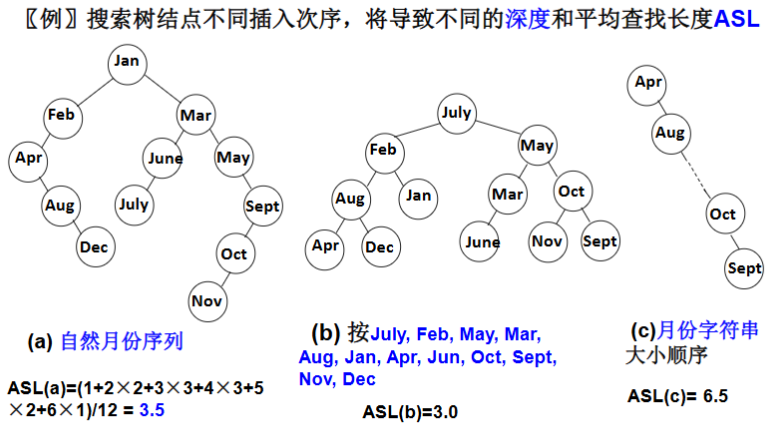 〖例〗搜索树结点不同插入次序，将导致不同的深度和平均查找长度ASL
Jan
Feb
Mar
Apr
June
May
Aug
July
Sept
Dec
Oct
Nov
(a) 自然月份序列
ASL(a)=(1+2×2+3×3+4×3+5
×2+6×1)/12 = 3.5
July
Feb
May
Aug
Jan
Mar
Oct
Apr
Dec
June
Nov
Sept
(b) 按July, Feb, May, Mar,
Aug, Jan, Apr, Jun, Oct, Sept,
Nov, Dec
ASL(b)=3.0
Apr
Aug
Oct
Sept
(c)月份字符串
大小顺序
ASL(c)= 6.5